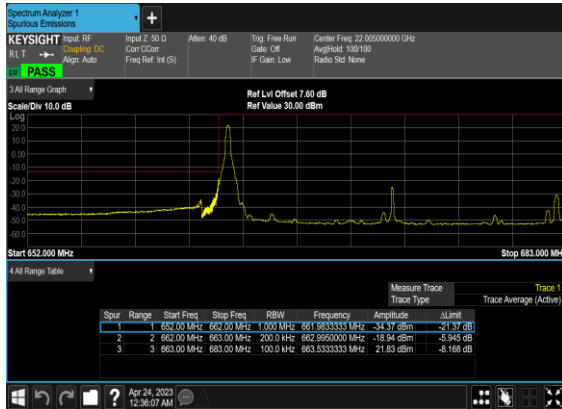 Spectrum Analyzer 1
Spurious Emissions
KEYSIGHT Input: RF Input Z: 50 Ω Atten: 40 dB Trig: Free Run Center Freq: 22.005000000 GHz
RLT Coupling: DC Corr CCorr Gate: Off Avg|Hold: 100/100
Align: Auto Freq Ref: Int (S) IF Gain: Low Radio Std: None
PASS
3 All Range Graph Ref Lvl Offset 7.60 dB
Scale/Div 10.0 dB Ref Value 30.00 dBm
Log
20.0
10.0
0.00
-10.0
-20.0
-30.0
-40.0
-50.0
-60.0
Start 652.000 MHz Stop 683.000 MH
4 All Range Table
Measure Trace Trace 1
Trace Type Trace Average (Active)
Spur Range Start Freq Stop Freq RBW Frequency Amplitude ΔLimit
1 1 652.00 MHz 662.00 MHz 1.000 MHz 661.9833333 MHz -34.37 dBm -21.37 dB
2 2 662.00 MHz 663.00 MHz 200.0 kHz 662.9950000 MHz -18.94 dBm -5.945 dB
3 3 663.00 MHz 683.00 MHz 100.0 kHz 663.5333333 MHz 21.83 dBm -8.168 dB
Apr 24, 2023
12:36:07 AM